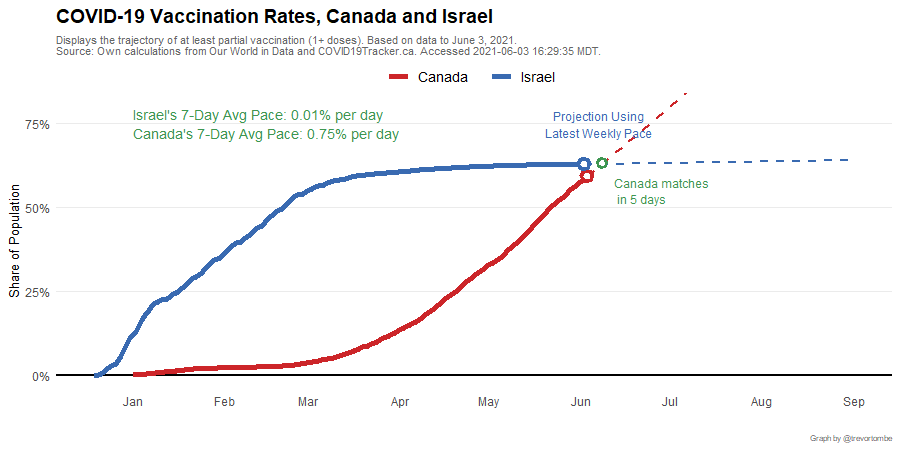 COVID-19 Vaccination Rates, Canada and Israel
Displays the trajectory of at least partial vaccination (1+ doses). Based on data to June 3, 2021.
Source: Own calculations from Our World in Data and COVID19Tracker.ca. Accessed 2021-06-03 16:29:35 MDT.
Canada Israel
Israel's 7-Day Avg Pace: 0.01% per day
Canada's 7-Day Avg Pace: 0.75% per day
Projection Using
Latest Weekly Pace
Canada matches
in 5 days
Share of Population
75%
50%
25%
0%
Jan Feb Mar Apr May Jun Jul Aug Sep
Graph by @trevortombe